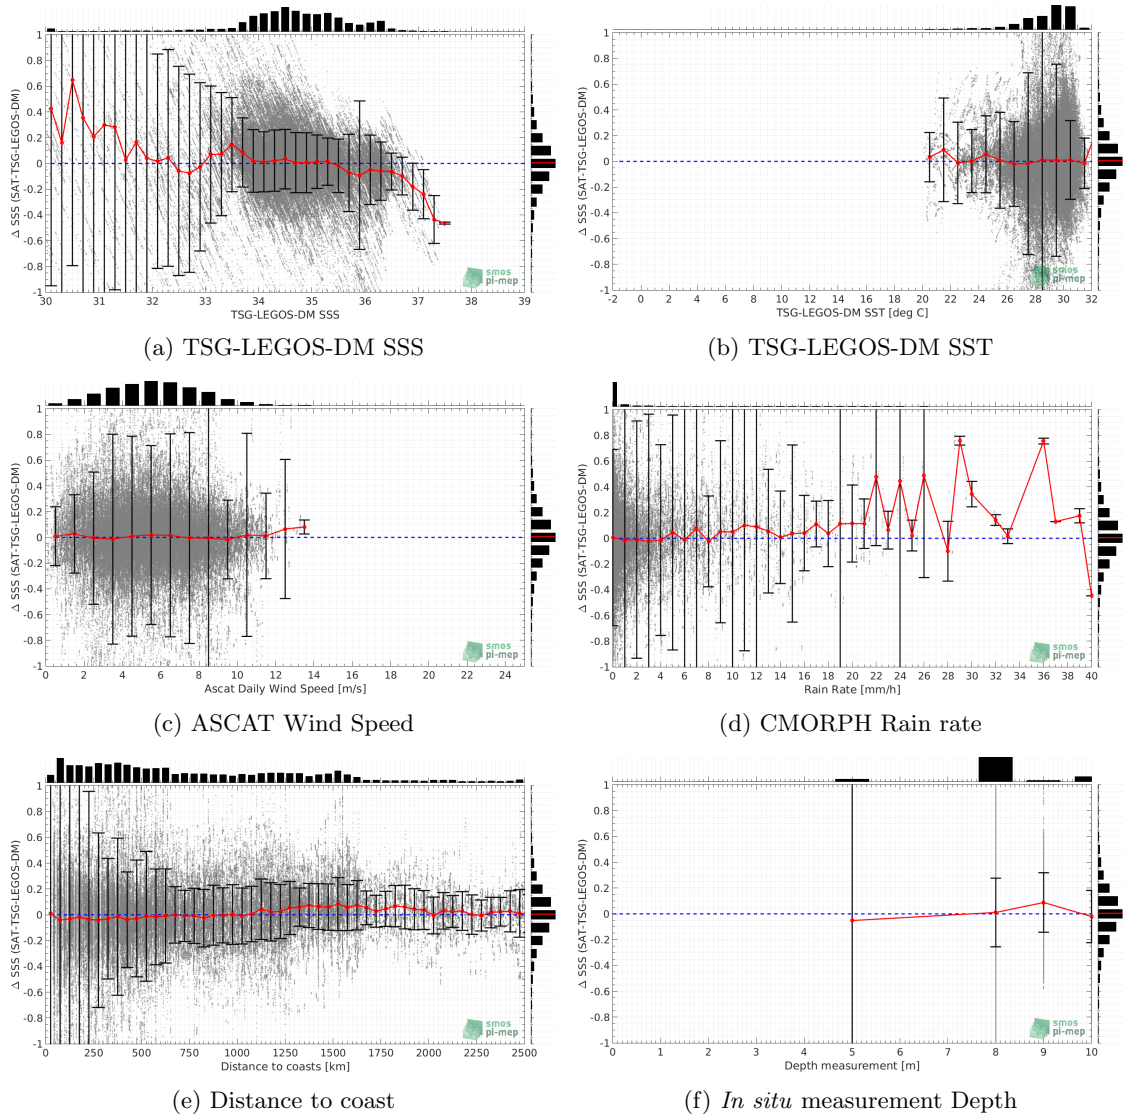 1
0.8
0.6
0.4
0.2
0
-0.2
-0.4
-0.6
-0.8
-1
Δ SSS (SAT-TSG-LEGOS-DM)
30 31 32 33 34 35 36 37 38 39
TSG-LEGOS-DM SSS
smos
pi-mep
(a) TSG-LEGOS-DM SSS
1
0.8
0.6
0.4
0.2
0
-0.2
-0.4
-0.6
-0.8
-1
Δ SSS (SAT-TSG-LEGOS-DM)
-2 0 2 4 6 8 10 12 14 16 18 20 22 24 26 28 30 32
TSG-LEGOS-DM SST [deg C]
smos
pi-mep
(b) TSG-LEGOS-DM SST
1
0.8
0.6
0.4
0.2
0
-0.2
-0.4
-0.6
-0.8
-1
Δ SSS (SAT-TSG-LEGOS-DM)
0 2 4 6 8 10 12 14 16 18 20 22 24
Ascat Daily Wind Speed [m/s]
smos
pi-mep
(c) ASCAT Wind Speed
1
0.8
0.6
0.4
0.2
0
-0.2
-0.4
-0.6
-0.8
-1
Δ SSS (SAT-TSG-LEGOS-DM)
0 2 4 6 8 10 12 14 16 18 20 22 24 26 28 30 32 34 36 38 40
Rain Rate [mm/h]
smos
pi-mep
(d) CMORPH Rain rate
1
0.8
0.6
0.4
0.2
0
-0.2
-0.4
-0.6
-0.8
-1
Δ SSS (SAT-TSG-LEGOS-DM)
0 250 500 750 1000 1250 1500 1750 2000 2250 2500
Distance to coasts [km]
smos
pi-mep
(e) Distance to coast
1
0.8
0.6
0.4
0.2
0
-0.2
-0.4
-0.6
-0.8
-1
Δ SSS (SAT-TSG-LEGOS-DM)
0 1 2 3 4 5 6 7 8 9 10
Depth measurement [m]
smos
pi-mep
(f) In situ measurement Depth